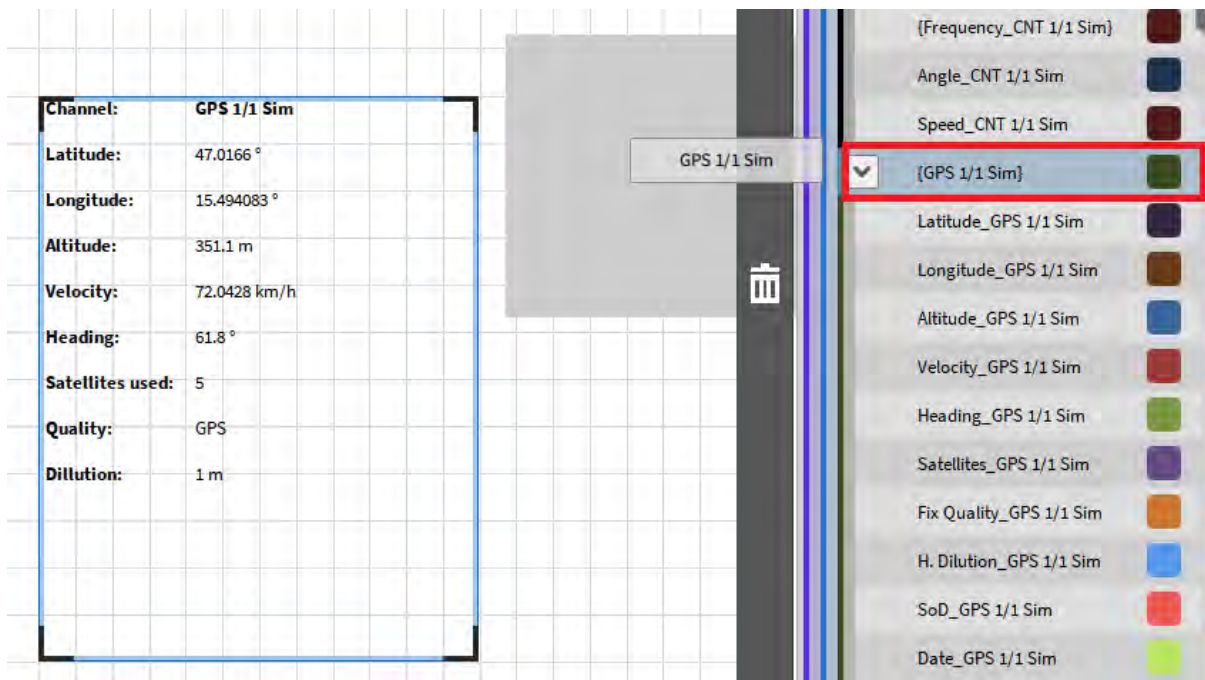 Channel: GPS 1/1 Sim
Latitude: 47.0166 °
Longitude: 15.494083 °
Altitude: 351.1 m
Velocity: 72.0428 km/h
Heading: 61.8 °
Satellites used: 5
Quality: GPS
Dillution: 1 m
GPS 1/1 Sim
{Frequency_CNT 1/1 Sim}
Angle_CNT 1/1 Sim
Speed_CNT 1/1 Sim
{GPS 1/1 Sim}
Latitude_GPS 1/1 Sim
Longitude_GPS 1/1 Sim
Altitude_GPS 1/1 Sim
Velocity_GPS 1/1 Sim
Heading_GPS 1/1 Sim
Satellites_GPS 1/1 Sim
Fix Quality_GPS 1/1 Sim
H. Dilution_GPS 1/1 Sim
SoD_GPS 1/1 Sim
Date_GPS 1/1 Sim